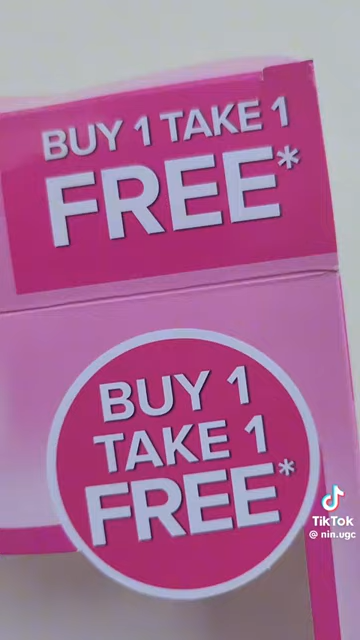 BUY 1 TAKE 1
FREE*
BUY 1
TAKE 1
FREE*
TikTok
@ nin.ugc